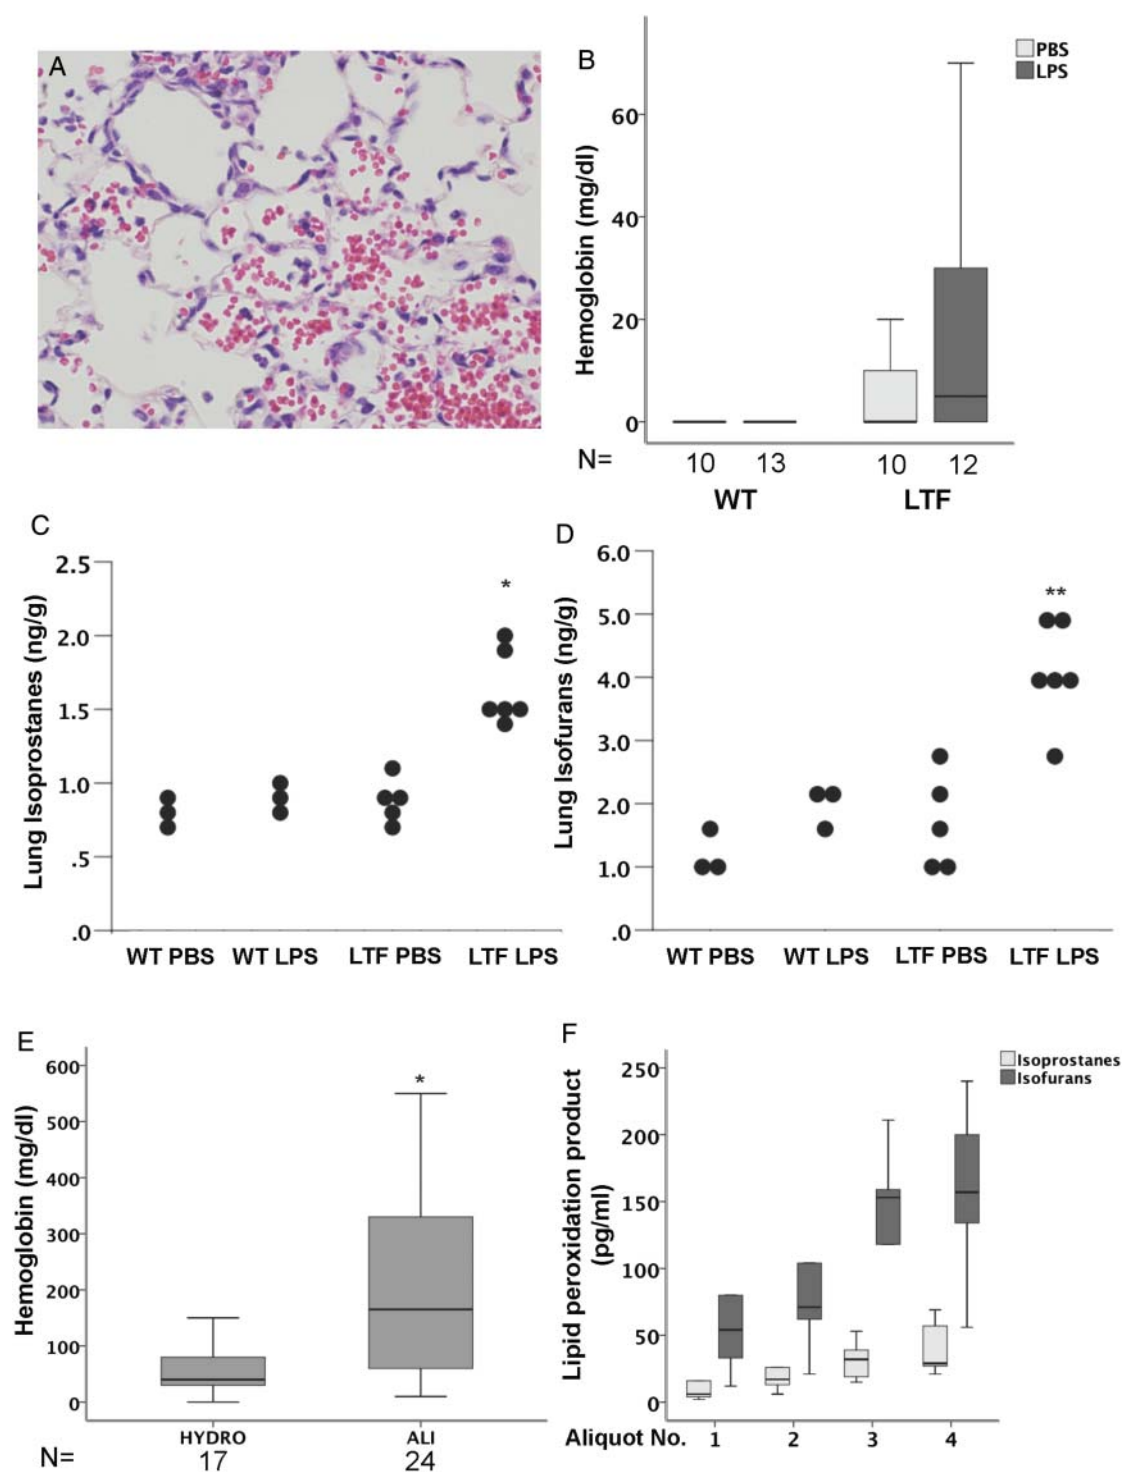 A
B
PBS
LPS
Hemoglobin (mg/dl)
60
40
20
0
N= 10 13 10 12
WT LTF
C
Lung Isoprostanes (ng/g)
2.5
2.0
1.5
1.0
.5
.0
*
WT PBS WT LPS LTF PBS LTF LPS
D
Lung Isofurans (ng/g)
6.0
5.0
4.0
3.0
2.0
1.0
.0
**
WT PBS WT LPS LTF PBS LTF LPS
E
Hemoglobin (mg/dl)
600
500
400
300
200
100
0
*
HYDRO ALI
N= 17 24
F
Isoprostanes
Isofurans
Lipid peroxidation product
(pg/ml)
250
200
150
100
50
0
Aliquot No. 1 2 3 4